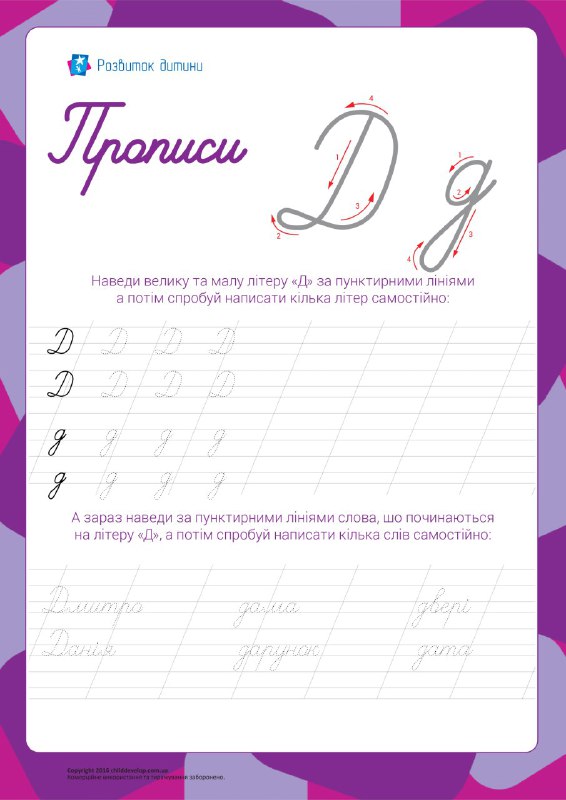 Розвиток дитини
Прописи
Д д
4
1
3
2
1
2
3
4
Наведи велику та малу літеру «Д» за пунктирними лініями
а потім спробуй написати кілька літер самостійно:
Д Д Д Д
Д Д Д Д
д д д д
д д д д
А зараз наведи за пунктирними лініями слова, що починаються
на літеру «Д», а потім спробуй написати кілька слів самостійно:
Дмитро дама двері
Данія дарунок дата
Copyright 2016 childdevelop.com.ua
Комерційне використання та тиражування заборонено.